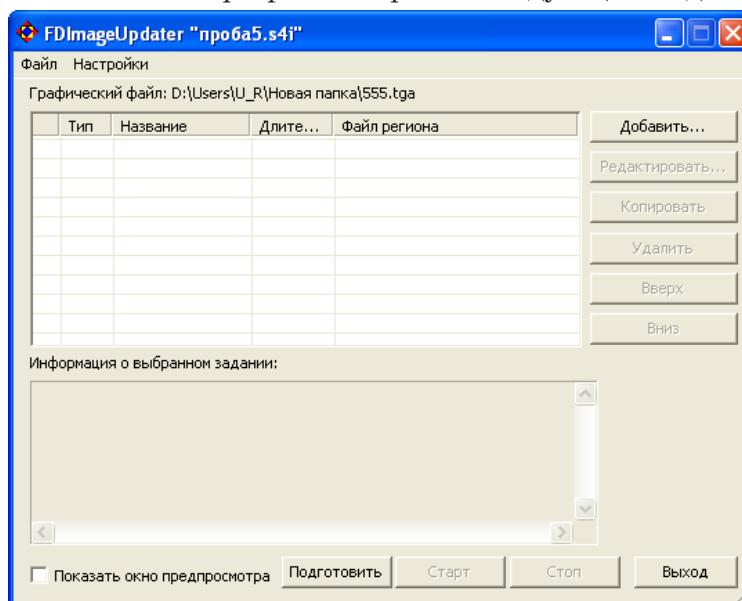 FDImageUpdater "проба5.s4i"
Файл Настройки
Графический файл: D:\Users\U_R\Новая папка\555.tga
Тип Название Длите... Файл региона
Добавить...
Редактировать...
Копировать
Удалить
Вверх
Вниз
Информация о выбранном задании:
Показать окно предпросмотра Подготовить Старт Стоп Выход